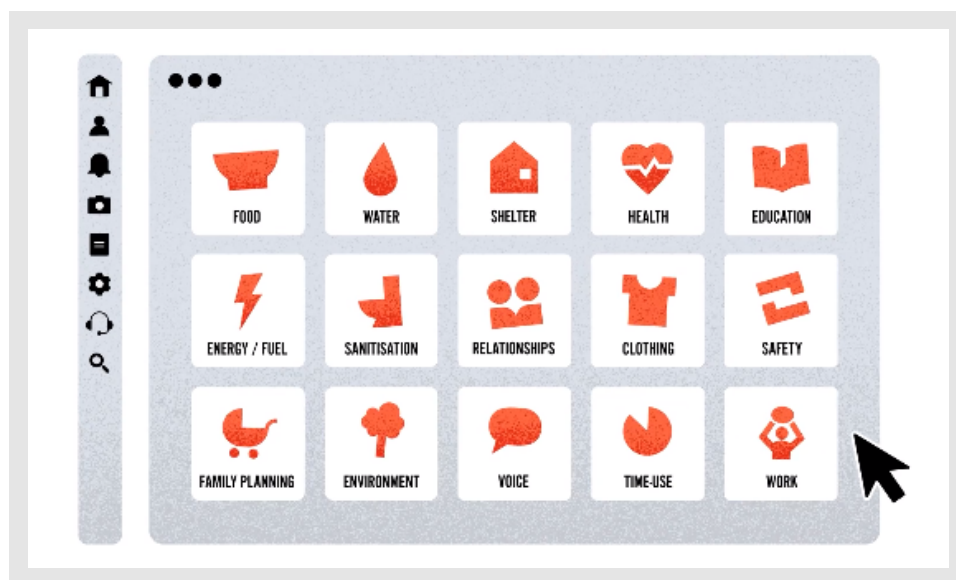 FOOD
WATER
SHELTER
HEALTH
EDUCATION
ENERGY / FUEL
SANITISATION
RELATIONSHIPS
CLOTHING
SAFETY
FAMILY PLANNING
ENVIRONMENT
VOICE
TIME-USE
WORK